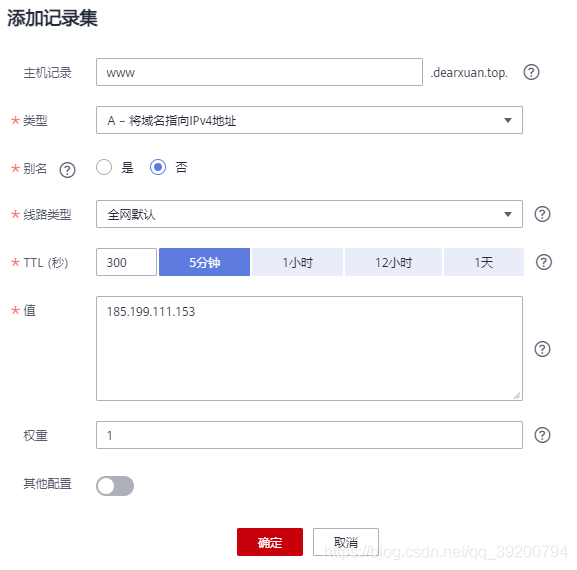 添加记录集
主机记录 www .dearxuan.top. ?
* 类型 A – 将域名指向IPv4地址
* 别名 ? 是 否
* 线路类型 全网默认 ?
* TTL (秒) 300 5分钟 1小时 12小时 1天 ?
* 值 185.199.111.153 ?
权重 1 ?
其他配置
确定 取消
https://blog.csdn.net/qq_39200794